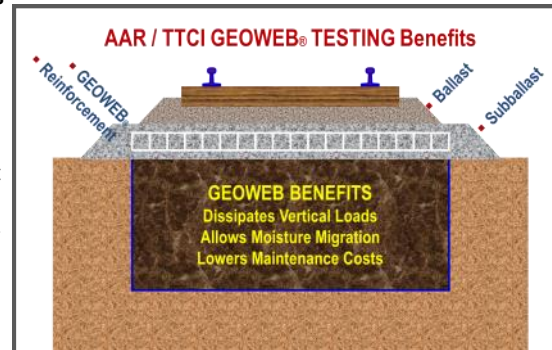 AAR / TTCI GEOWEB® TESTING Benefits
GEOWEB
Reinforcement
Ballast
Subballast
GEOWEB BENEFITS
Dissipates Vertical Loads
Allows Moisture Migration
Lowers Maintenance Costs